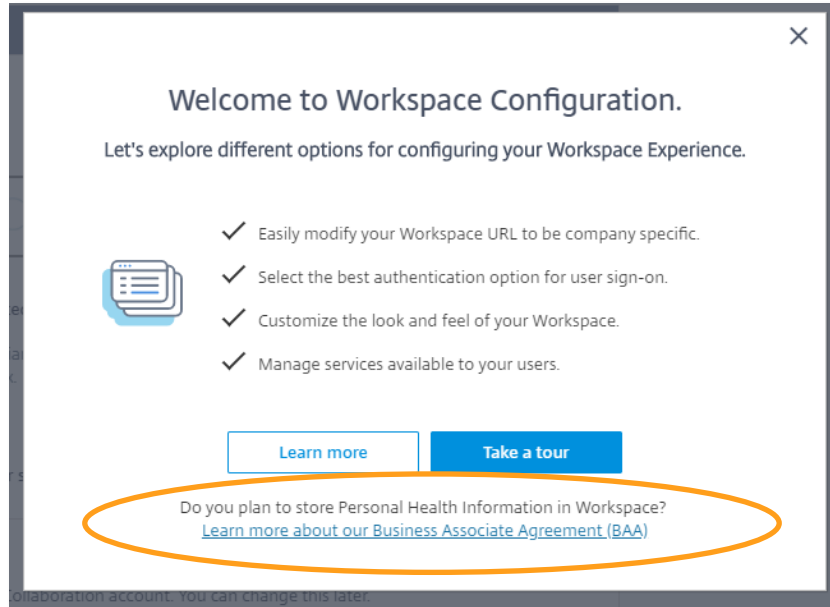 Welcome to Workspace Configuration.
Let's explore different options for configuring your Workspace Experience.
Easily modify your Workspace URL to be company specific.
Select the best authentication option for user sign-on.
Customize the look and feel of your Workspace.
Manage services available to your users.
Learn more
Take a tour
Do you plan to store Personal Health Information in Workspace?
Learn more about our Business Associate Agreement (BAA)
ollaboration account. You can change this later.